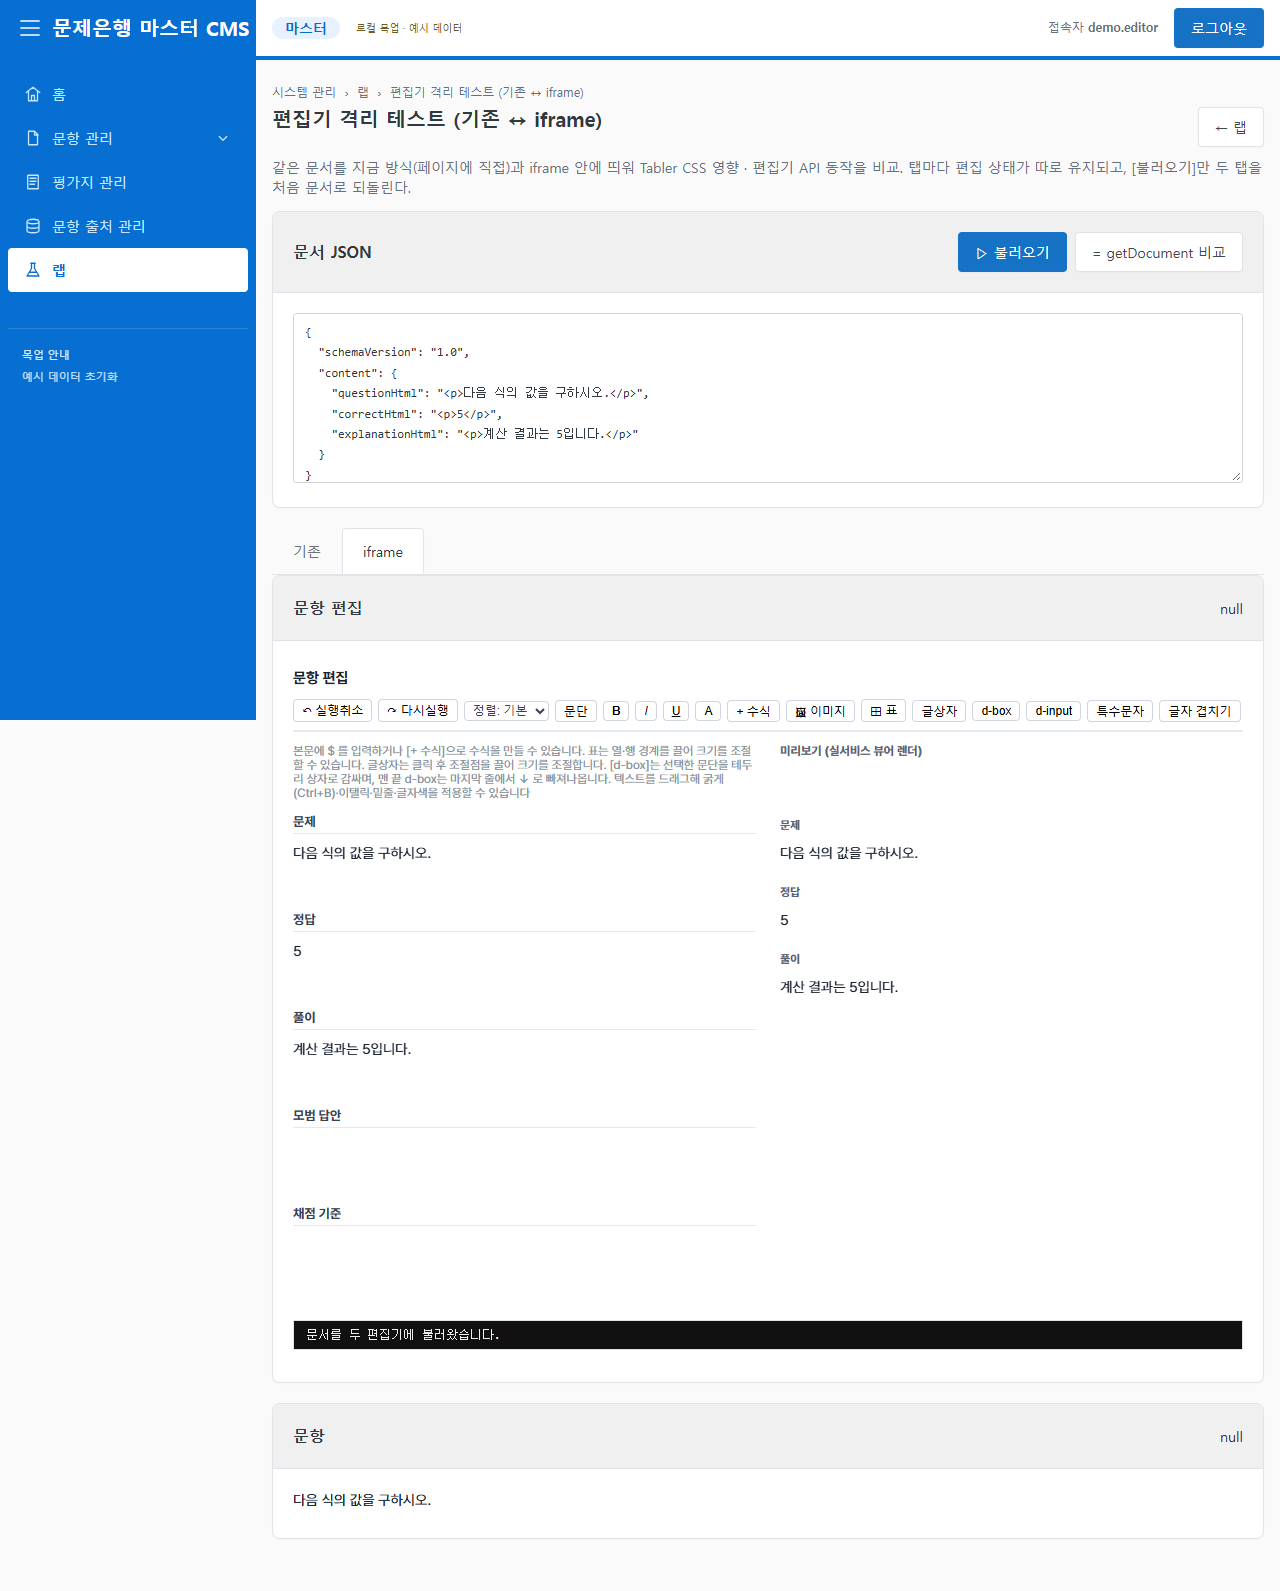 문제은행 마스터 CMS
마스터
로컬 목업 · 예시 데이터
접속자 demo.editor
로그아웃
홈
문항 관리
평가지 관리
문항 출처 관리
랩
목업 안내
예시 데이터 초기화
시스템 관리 › 랩 › 편집기 격리 테스트 (기존 ↔ iframe)
편집기 격리 테스트 (기존 ↔ iframe)
← 랩
같은 문서를 지금 방식(페이지에 직접)과 iframe 안에 띄워 Tabler CSS 영향 · 편집기 API 동작을 비교. 탭마다 편집 상태가 따로 유지되고, [불러오기]만 두 탭을
처음 문서로 되돌린다.
문서 JSON
▷ 불러오기
= getDocument 비교
{
"schemaVersion": "1.0",
"content": {
"questionHtml": "<p>다음 식의 값을 구하시오.</p>",
"correctHtml": "<p>5</p>",
"explanationHtml": "<p>계산 결과는 5입니다.</p>"
}
}
기존
iframe
문항 편집
null
문항 편집
↶ 실행취소
↷ 다시실행
정렬: 기본
문단
B
I
U
A
+ 수식
🖼 이미지
田 표
글상자
d-box
d-input
특수문자
글자 겹치기
본문에 $ 를 입력하거나 [+ 수식]으로 수식을 만들 수 있습니다. 표는 열·행 경계를 끌어 크기를 조절
할 수 있습니다. 글상자는 클릭 후 조절점을 끌어 크기를 조절합니다. [d-box]는 선택한 문단을 테두
리 상자로 감싸며, 맨 끝 d-box는 마지막 줄에서 ↓ 로 빠져나옵니다. 텍스트를 드래그해 굵게
(Ctrl+B)·이탤릭·밑줄·글자색을 적용할 수 있습니다
문제
다음 식의 값을 구하시오.
정답
5
풀이
계산 결과는 5입니다.
모범 답안
채점 기준
미리보기 (실서비스 뷰어 렌더)
문제
다음 식의 값을 구하시오.
정답
5
풀이
계산 결과는 5입니다.
문서를 두 편집기에 불러왔습니다.
문항
null
다음 식의 값을 구하시오.